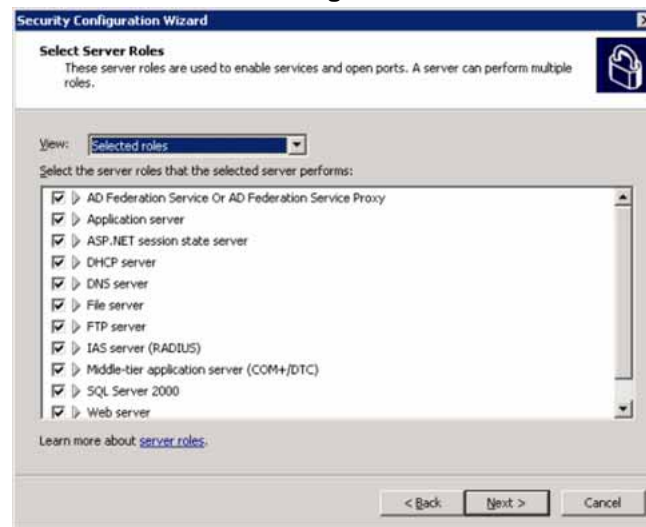 Security Configuration Wizard
Select Server Roles
These server roles are used to enable services and open ports. A server can perform multiple
roles.
View: Selected roles
Select the server roles that the selected server performs:
AD Federation Service Or AD Federation Service Proxy
Application server
ASP.NET session state server
DHCP server
DNS server
File server
FTP server
IAS server (RADIUS)
Middle-tier application server (COM+/DTC)
SQL Server 2000
Web server
Learn more about server roles.
< Back Next > Cancel